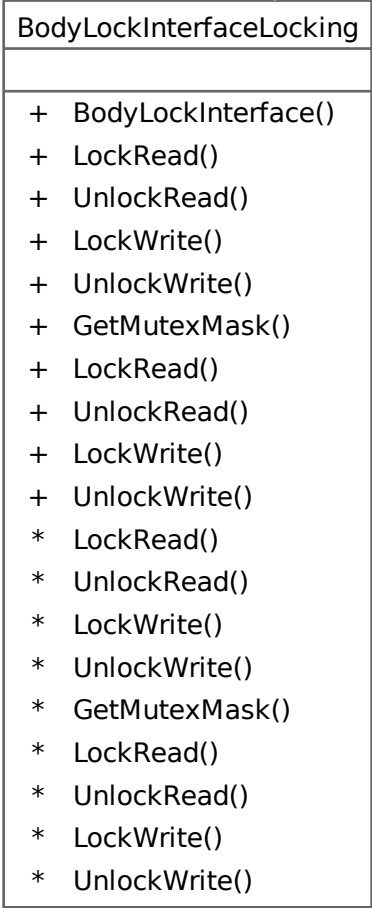 BodyLockInterfaceLocking
+ BodyLockInterface()
+ LockRead()
+ UnlockRead()
+ LockWrite()
+ UnlockWrite()
+ GetMutexMask()
+ LockRead()
+ UnlockRead()
+ LockWrite()
+ UnlockWrite()
* LockRead()
* UnlockRead()
* LockWrite()
* UnlockWrite()
* GetMutexMask()
* LockRead()
* UnlockRead()
* LockWrite()
* UnlockWrite()